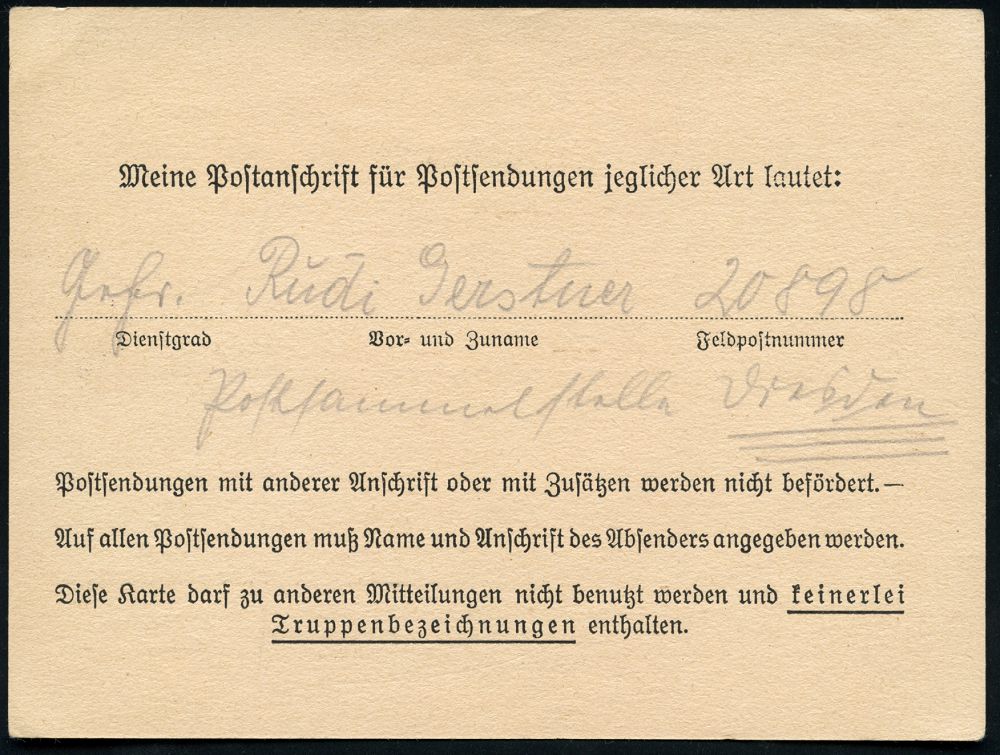 Meine Postanschrift für Postsendungen jeglicher Art lautet:
Gefr. Rudi Gerstner 20898
Dienstgrad Vor- und Zuname Feldpostnummer
Postsammelstelle Dresden
Postsendungen mit anderer Anschrift oder mit Zusätzen werden nicht befördert.—
Auf allen Postsendungen muß Name und Anschrift des Absenders angegeben werden.
Diese Karte darf zu anderen Mitteilungen nicht benutzt werden und keinerlei
Truppenbezeichnungen enthalten.